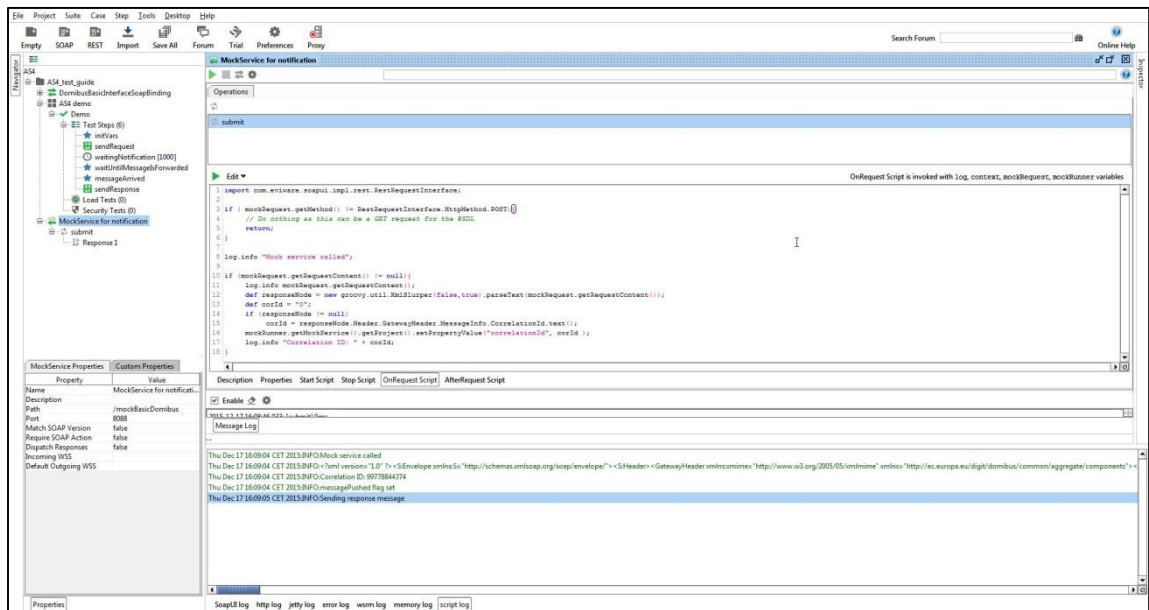 File Project Suite Case Step Tools Desktop Help
Empty SOAP REST Import Save All Forum Trial Preferences Proxy
Search Forum
Online Help
Navigator
AS4
AS4_test_guide
DomibusBasicInterfaceSoapBinding
AS4 demo
Demo
Test Steps (6)
initVars
sendRequest
waitingNotification [1000]
waitUntilMessageIsForwarded
messageArrived
sendResponse
Load Tests (0)
Security Tests (0)
MockService for notification
submit
Response 1
MockService Properties Custom Properties
Property Value
Name MockService for notificati...
Description
Path /mockBasicDomibus
Port 8088
Match SOAP Version false
Require SOAP Action false
Dispatch Responses false
Incoming WSS
Default Outgoing WSS
Properties
MockService for notification
Inspector
Operations
submit
Edit
OnRequest Script is invoked with log, context, mockRequest, mockRunner variables
1 import com.eviware.soapui.impl.rest.RestRequestInterface;
2
3 if ( mockRequest.getMethod() != RestRequestInterface.HttpMethod.POST){
4 // Do nothing as this can be a GET request for the WSDL
5 return;
6 }
7
8 log.info "Mock service called";
9
10 if (mockRequest.getRequestContent() != null){
11 log.info mockRequest.getRequestContent();
12 def responseNode = new groovy.util.XmlSlurper(false,true).parseText(mockRequest.getRequestContent());
13 def corId = "0";
14 if (responseNode != null)
15 corId = responseNode.Header.GatewayHeader.MessageInfo.CorrelationId.text();
16 mockRunner.getMockService().getProject().setPropertyValue("correlationId", corId );
17 log.info "Correlation ID: " + corId;
18 }
Description Properties Start Script Stop Script OnRequest Script AfterRequest Script
Enable
Message Log
Thu Dec 17 16:09:04 CET 2015:INFO:Mock service called
Thu Dec 17 16:09:04 CET 2015:INFO:<?xml version="1.0" ?><S:Envelope xmlns:S="http://schemas.xmlsoap.org/soap/envelope/"><S:Header><GatewayHeader xmlns:xmime="http://www.w3.org/2005/05/xmlmime" xmlns="http://ec.europa.eu/digit/domibus/common/aggregate/components"><
Thu Dec 17 16:09:04 CET 2015:INFO:Correlation ID: 99778844374
Thu Dec 17 16:09:04 CET 2015:INFO:messagePushed flag set
Thu Dec 17 16:09:05 CET 2015:INFO:Sending response message
SoapUI log http log jetty log error log wsrm log memory log script log